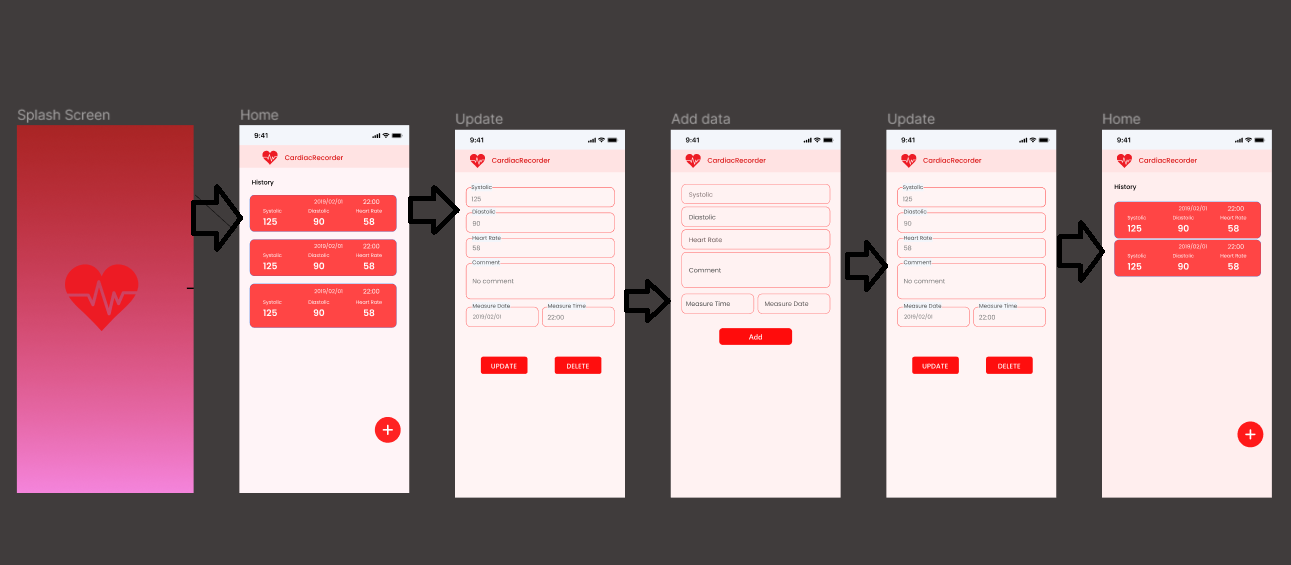 Splash Screen
Home
9:41
CardiacRecorder
History
2019/02/01 22:00
Systolic Diastolic Heart Rate
125 90 58
2019/02/01 22:00
Systolic Diastolic Heart Rate
125 90 58
2019/02/01 22:00
Systolic Diastolic Heart Rate
125 90 58
+
Update
9:41
CardiacRecorder
Systolic
125
Diastolic
90
Heart Rate
58
Comment
No comment
Measure Date Measure Time
2019/02/01 22:00
UPDATE DELETE
Add data
9:41
CardiacRecorder
Systolic
Diastolic
Heart Rate
Comment
Measure Time Measure Date
Add
Update
9:41
CardiacRecorder
Systolic
125
Diastolic
90
Heart Rate
58
Comment
No comment
Measure Date Measure Time
2019/02/01 22:00
UPDATE DELETE
Home
9:41
CardiacRecorder
History
2019/02/01 22:00
Systolic Diastolic Heart Rate
125 90 58
2019/02/01 22:00
Systolic Diastolic Heart Rate
125 90 58
+